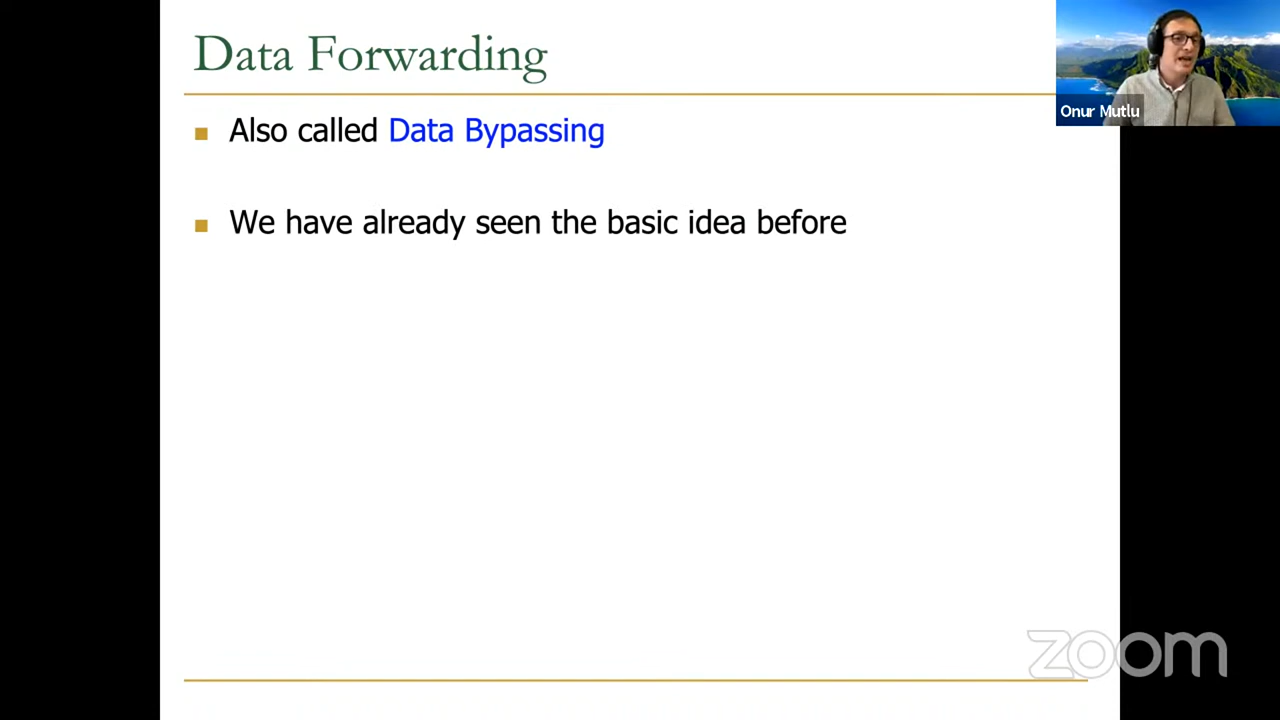 Data Forwarding
Onur Mutlu
Also called Data Bypassing
We have already seen the basic idea before
zoom